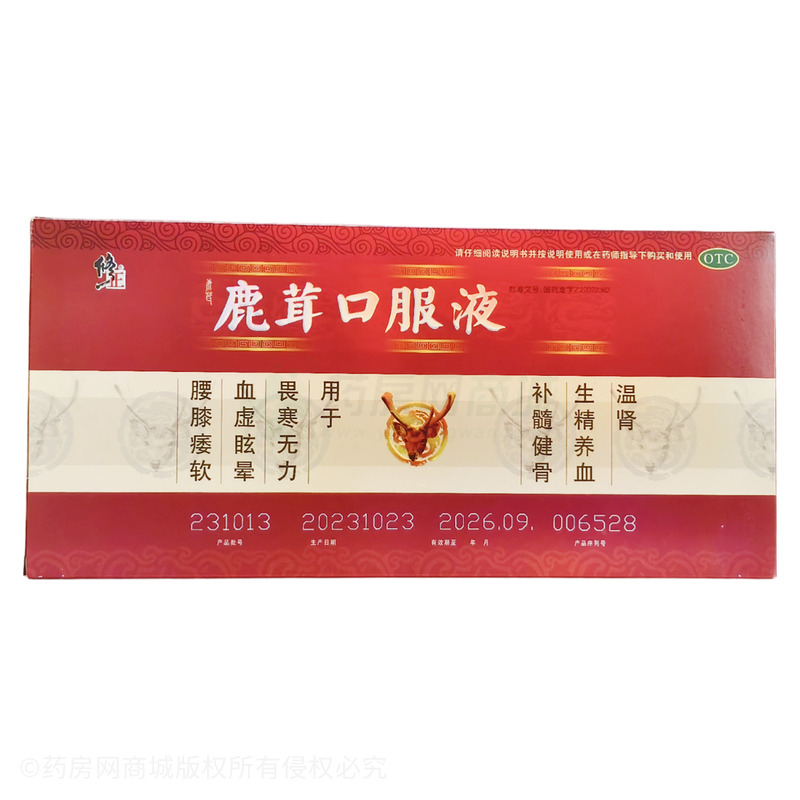 请仔细阅读说明书并按说明使用或在药师指导下购买和使用
OTC
修正
鹿茸口服液
温肾
生精养血
补髓健骨
用于
畏寒无力
血虚眩晕
腰膝痿软
231013 20231023 2026.09. 006528
产品批号 生产日期 有效期至 年 月 产品序列号
©药房网商城版权所有侵权必究